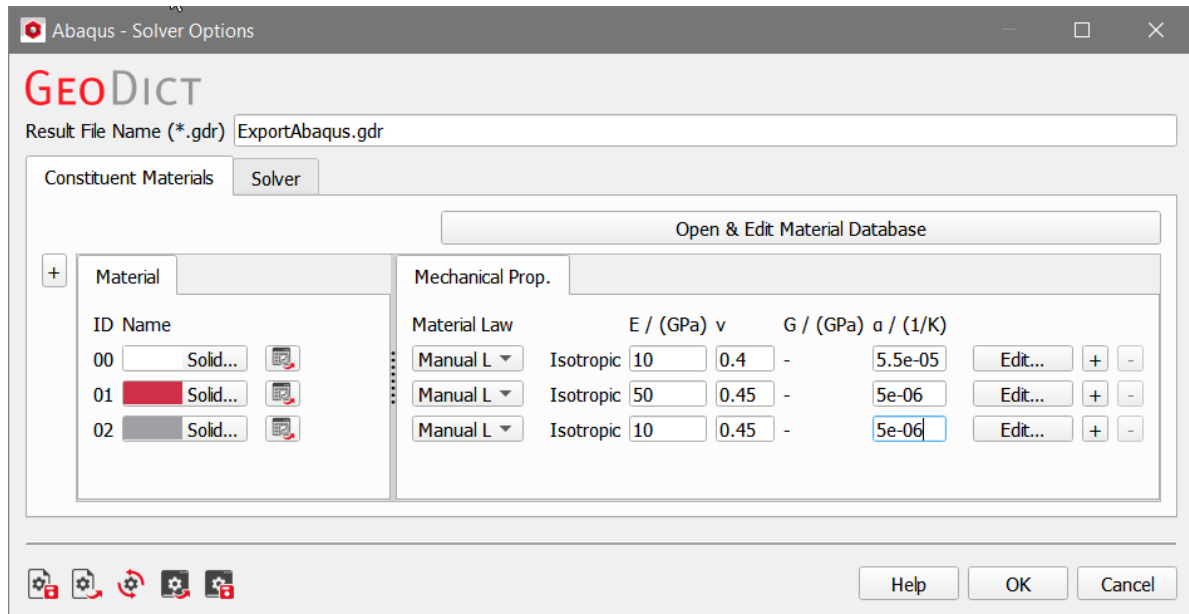 Abaqus - Solver Options
GEODICT
Result File Name (*.gdr) ExportAbaqus.gdr
Constituent Materials Solver
Open & Edit Material Database
+ Material Mechanical Prop.
ID Name Material Law E / (GPa) ν G / (GPa) α / (1/K)
00 Solid... Manual L Isotropic 10 0.4 - 5.5e-05 Edit... + -
01 Solid... Manual L Isotropic 50 0.45 - 5e-06 Edit... + -
02 Solid... Manual L Isotropic 10 0.45 - 5e-06 Edit... + -
Help OK Cancel